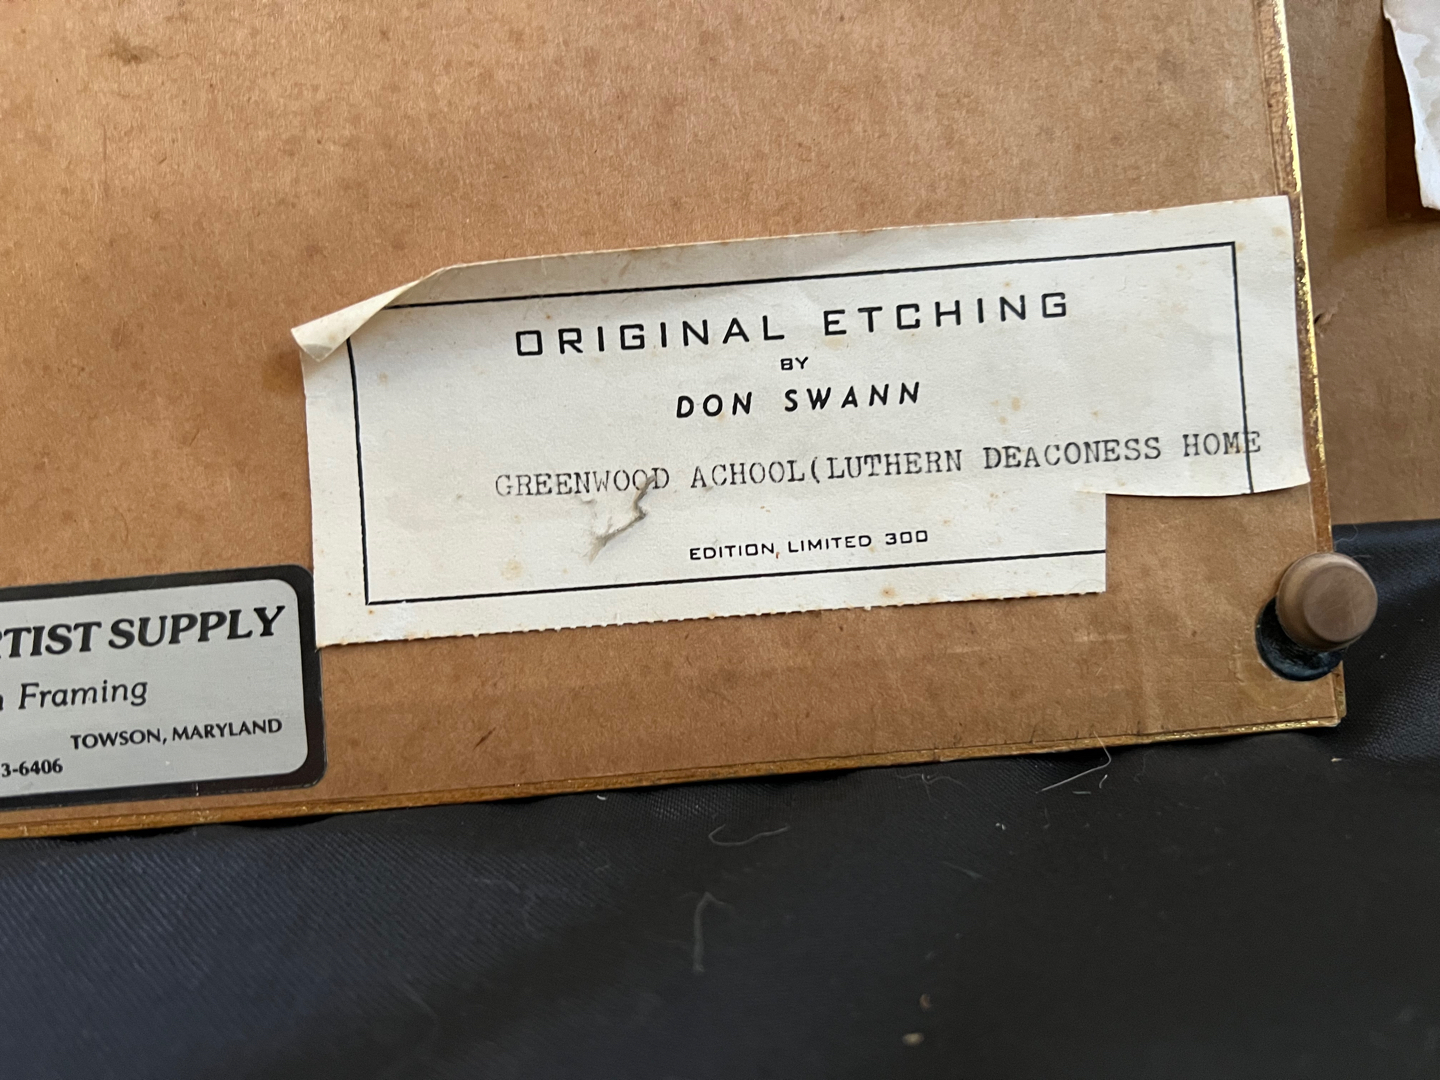 ORIGINAL ETCHING
BY
DON SWANN
GREENWOOD ACHOOL(LUTHERN DEACONESS HOME
EDITION, LIMITED 300
RTIST SUPPLY
Framing
TOWSON, MARYLAND
3-6406